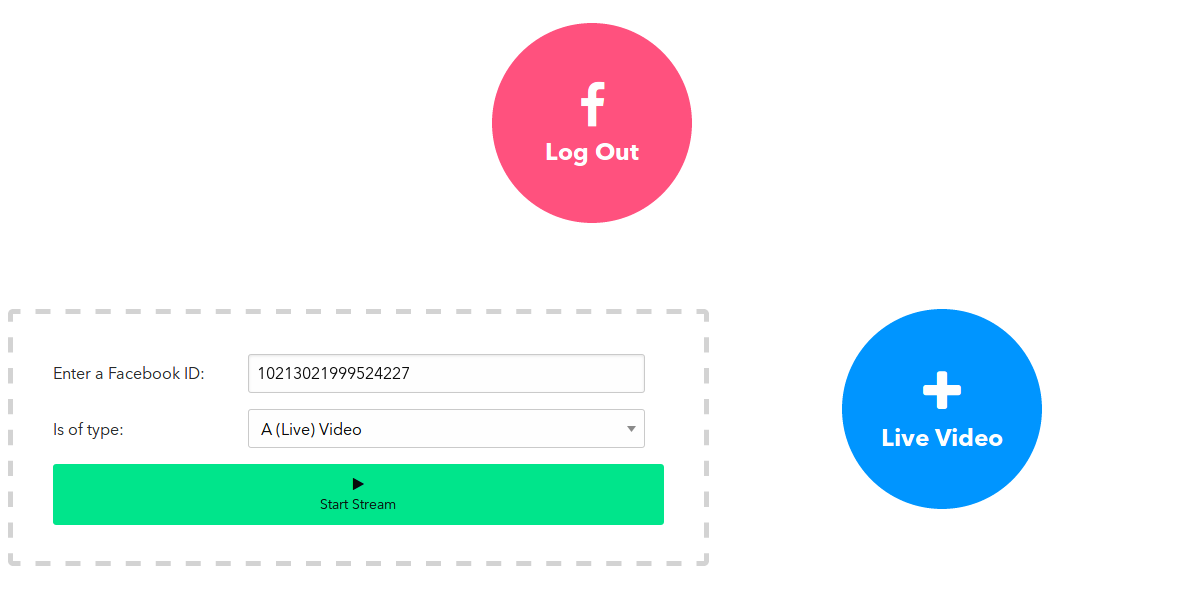 Log Out
Enter a Facebook ID: 10213021999524227
Is of type: A (Live) Video
Start Stream
Live Video